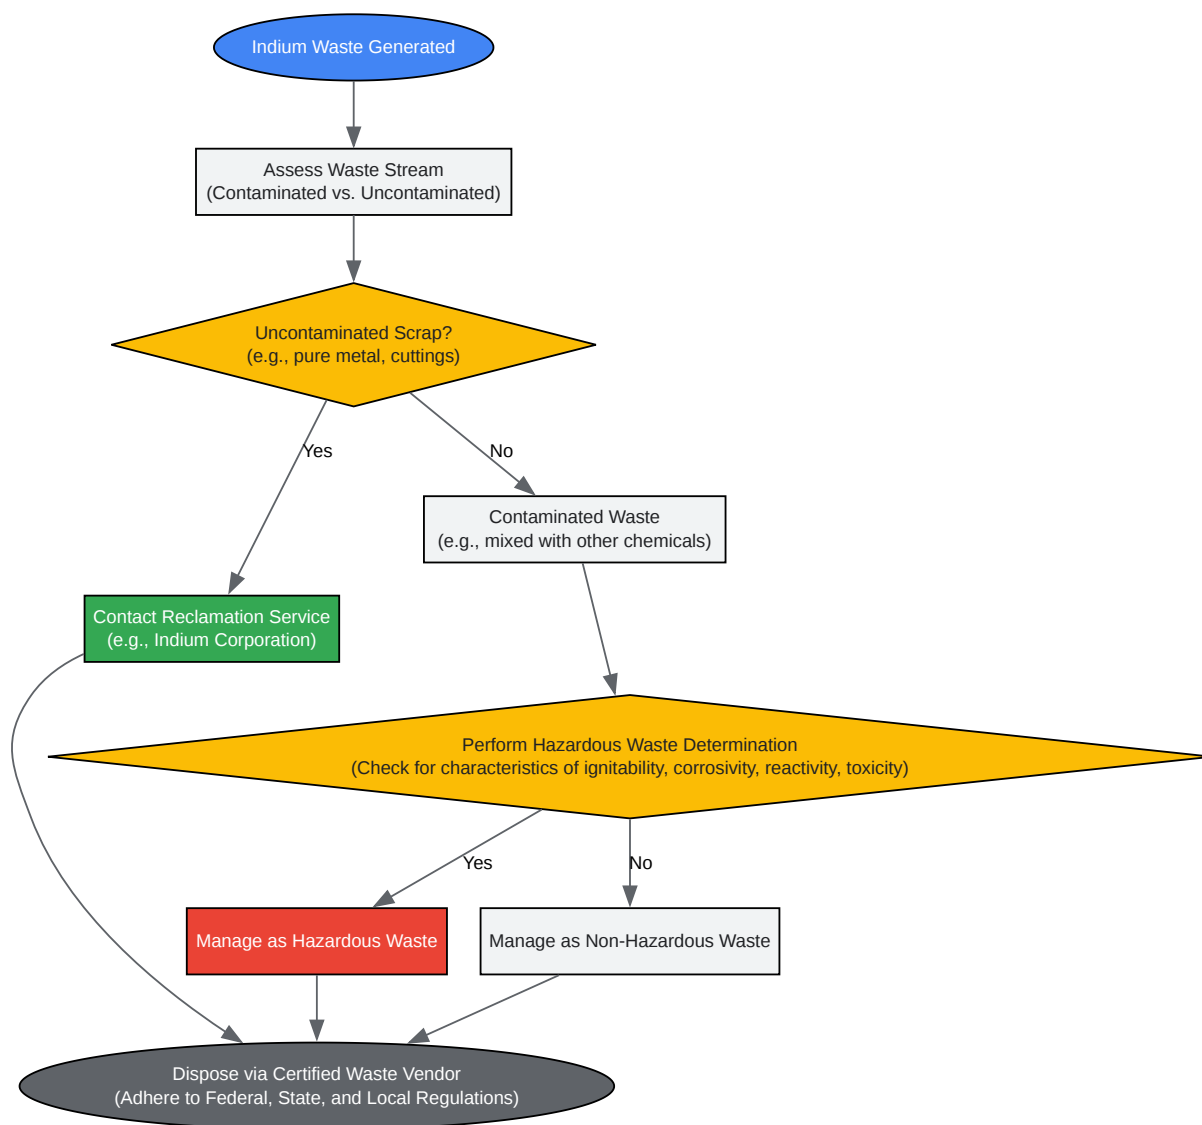 Indium Waste Generated
Assess Waste Stream
(Contaminated vs. Uncontaminated)
Uncontaminated Scrap?
(e.g., pure metal, cuttings)
Yes
No
Contaminated Waste
(e.g., mixed with other chemicals)
Contact Reclamation Service
(e.g., Indium Corporation)
Perform Hazardous Waste Determination
(Check for characteristics of ignitability, corrosivity, reactivity, toxicity)
Yes
No
Manage as Hazardous Waste
Manage as Non-Hazardous Waste
Dispose via Certified Waste Vendor
(Adhere to Federal, State, and Local Regulations)